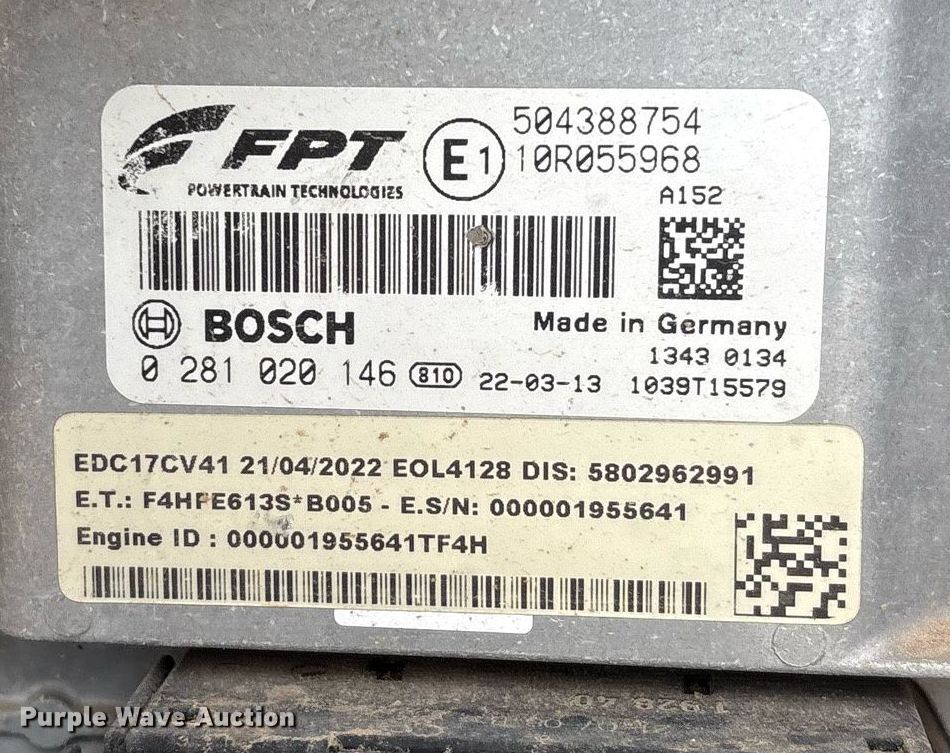 FPT
POWERTRAIN TECHNOLOGIES
E1
504388754
10R055968
A152
BOSCH
Made in Germany
1343 0134
0 281 020 146 810 22-03-13 1039T15579
EDC17CV41 21/04/2022 EOL4128 DIS: 5802962991
E.T.: F4HFE613S*B005 - E.S/N: 000001955641
Engine ID : 000001955641TF4H
Purple Wave Auction